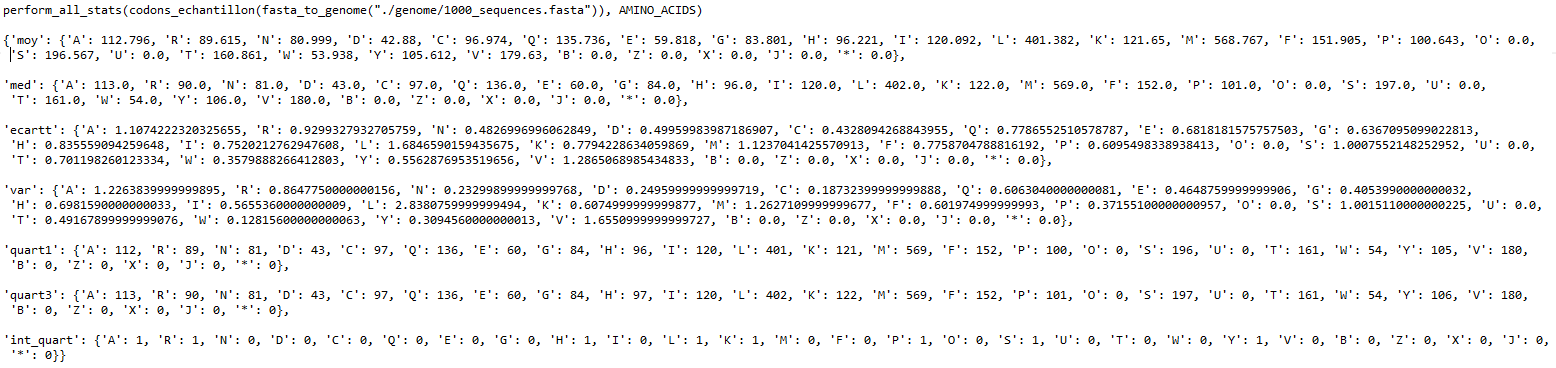 perform_all_stats(codons_echantillon(fasta_to_genome("./genome/1000_sequences.fasta")), AMINO_ACIDS)
{'moy': {'A': 112.796, 'R': 89.615, 'N': 80.999, 'D': 42.88, 'C': 96.974, 'Q': 135.736, 'E': 59.818, 'G': 83.801, 'H': 96.221, 'I': 120.092, 'L': 401.382, 'K': 121.65, 'M': 568.767, 'F': 151.905, 'P': 100.643, 'O': 0.0,
'S': 196.567, 'U': 0.0, 'T': 160.861, 'W': 53.938, 'Y': 105.612, 'V': 179.63, 'B': 0.0, 'Z': 0.0, 'X': 0.0, 'J': 0.0, '*': 0.0},
'med': {'A': 113.0, 'R': 90.0, 'N': 81.0, 'D': 43.0, 'C': 97.0, 'Q': 136.0, 'E': 60.0, 'G': 84.0, 'H': 96.0, 'I': 120.0, 'L': 402.0, 'K': 122.0, 'M': 569.0, 'F': 152.0, 'P': 101.0, 'O': 0.0, 'S': 197.0, 'U': 0.0,
'T': 161.0, 'W': 54.0, 'Y': 106.0, 'V': 180.0, 'B': 0.0, 'Z': 0.0, 'X': 0.0, 'J': 0.0, '*': 0.0},
'ecartt': {'A': 1.1074222320325655, 'R': 0.9299327932705759, 'N': 0.4826996996062849, 'D': 0.49959983987186907, 'C': 0.4328094268843955, 'Q': 0.7786552510578787, 'E': 0.6818181575757503, 'G': 0.6367095099022813,
'H': 0.835559094259648, 'I': 0.7520212762947608, 'L': 1.6846590159435675, 'K': 0.7794228634059869, 'M': 1.1237041425570913, 'F': 0.7758704788816192, 'P': 0.6095498338938413, 'O': 0.0, 'S': 1.0007552148252952, 'U': 0.0,
'T': 0.701198260123334, 'W': 0.3579888266412803, 'Y': 0.5562876953519656, 'V': 1.2865068985434833, 'B': 0.0, 'Z': 0.0, 'X': 0.0, 'J': 0.0, '*': 0.0},
'var': {'A': 1.2263839999999895, 'R': 0.8647750000000156, 'N': 0.23299899999999768, 'D': 0.24959999999999719, 'C': 0.18732399999999888, 'Q': 0.6063040000000081, 'E': 0.4648759999999906, 'G': 0.4053990000000032,
'H': 0.6981590000000033, 'I': 0.5655360000000009, 'L': 2.8380759999999494, 'K': 0.6074999999999877, 'M': 1.2627109999999677, 'F': 0.601974999999993, 'P': 0.37155100000000957, 'O': 0.0, 'S': 1.0015110000000225, 'U': 0.0,
'T': 0.49167899999999076, 'W': 0.12815600000000063, 'Y': 0.3094560000000013, 'V': 1.6550999999999727, 'B': 0.0, 'Z': 0.0, 'X': 0.0, 'J': 0.0, '*': 0.0},
'quart1': {'A': 112, 'R': 89, 'N': 81, 'D': 43, 'C': 97, 'Q': 136, 'E': 60, 'G': 84, 'H': 96, 'I': 120, 'L': 401, 'K': 121, 'M': 569, 'F': 152, 'P': 100, 'O': 0, 'S': 196, 'U': 0, 'T': 161, 'W': 54, 'Y': 105, 'V': 180,
'B': 0, 'Z': 0, 'X': 0, 'J': 0, '*': 0},
'quart3': {'A': 113, 'R': 90, 'N': 81, 'D': 43, 'C': 97, 'Q': 136, 'E': 60, 'G': 84, 'H': 97, 'I': 120, 'L': 402, 'K': 122, 'M': 569, 'F': 152, 'P': 101, 'O': 0, 'S': 197, 'U': 0, 'T': 161, 'W': 54, 'Y': 106, 'V': 180,
'B': 0, 'Z': 0, 'X': 0, 'J': 0, '*': 0},
'int_quart': {'A': 1, 'R': 1, 'N': 0, 'D': 0, 'C': 0, 'Q': 0, 'E': 0, 'G': 0, 'H': 1, 'I': 0, 'L': 1, 'K': 1, 'M': 0, 'F': 0, 'P': 1, 'O': 0, 'S': 1, 'U': 0, 'T': 0, 'W': 0, 'Y': 1, 'V': 0, 'B': 0, 'Z': 0, 'X': 0, 'J': 0,
'*': 0}}